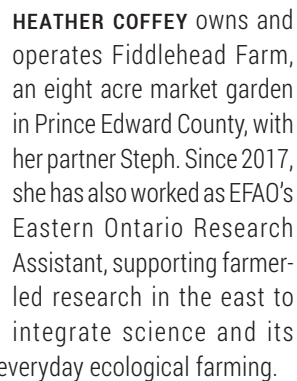 HEATHER COFFEY owns and
operates Fiddlehead Farm,
an eight acre market garden
in Prince Edward County, with
her partner Steph. Since 2017,
she has also worked as EFAO's
Eastern Ontario Research
Assistant, supporting farmer-
led research in the east to
integrate science and its
everyday ecological farming.